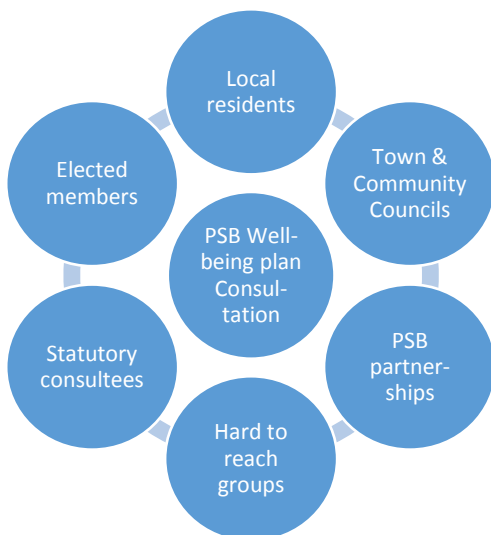 Local
residents
Town &
Community
Councils
PSB
partner-
ships
Hard to
reach
groups
Statutory
consultees
Elected
members
PSB Well-
being plan
Consul-
tation